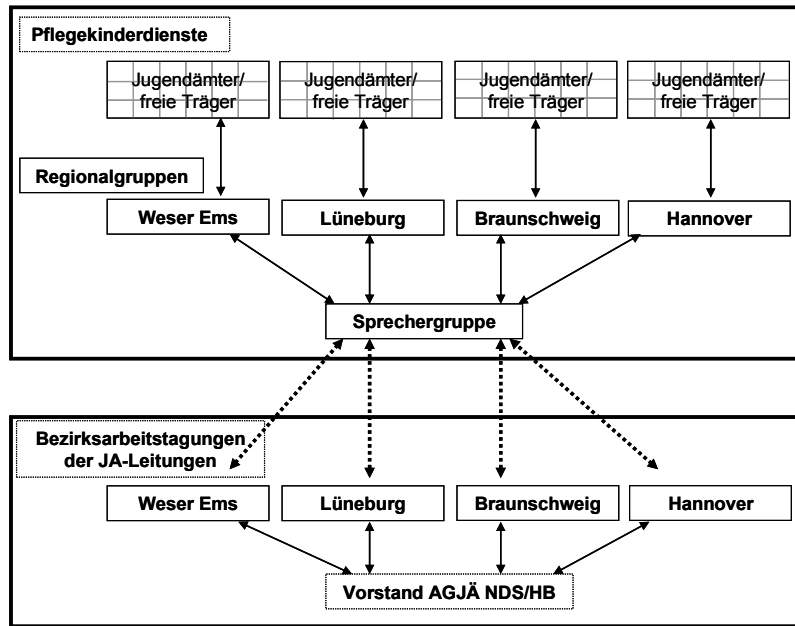 Pflegekinderdienste
Jugendämter/
freie Träger
Jugendämter/
freie Träger
Jugendämter/
freie Träger
Jugendämter/
freie Träger
Regionalgruppen
Weser Ems
Lüneburg
Braunschweig
Hannover
Sprechergruppe
Bezirksarbeitstagungen
der JA-Leitungen
Weser Ems
Lüneburg
Braunschweig
Hannover
Vorstand AGJÄ NDS/HB